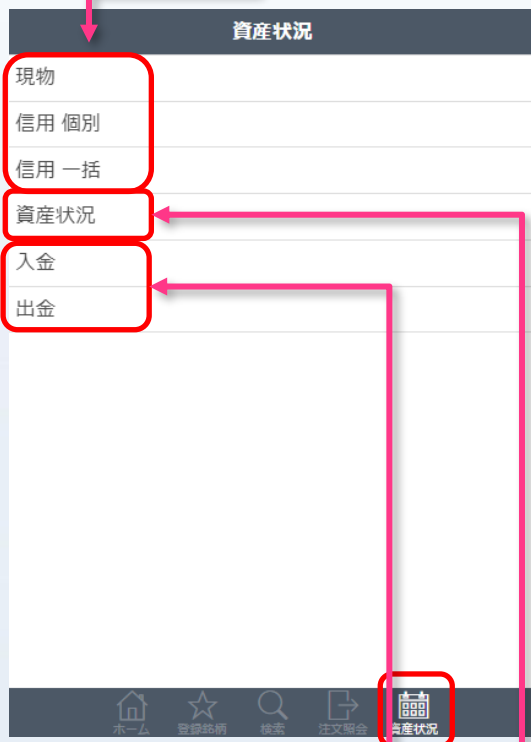 資産状況
現物
信用 個別
信用 一括
資産状況
入金
出金
ホーム 登録銘柄 検索 注文照会 資産状況